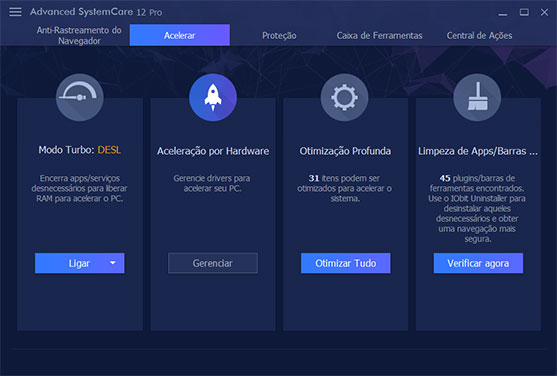 Advanced SystemCare 12 Pro
Anti-Rastreamento do
Navegador
Acelerar
Proteção
Caixa de Ferramentas
Central de Ações
Modo Turbo: DESL
Encerra apps/serviços
desnecessários para liberar
RAM para acelerar o PC.
Ligar
Aceleração por Hardware
Gerencie drivers para
acelerar seu PC.
Gerenciar
Otimização Profunda
31 itens podem ser
otimizados para acelerar o
sistema.
Otimizar Tudo
Limpeza de Apps/Barras ...
45 plugins/barras de
ferramentas encontrados.
Use o IObit Uninstaller para
desinstalar aqueles
desnecessários e obter
uma navegação mais
segura.
Verificar agora